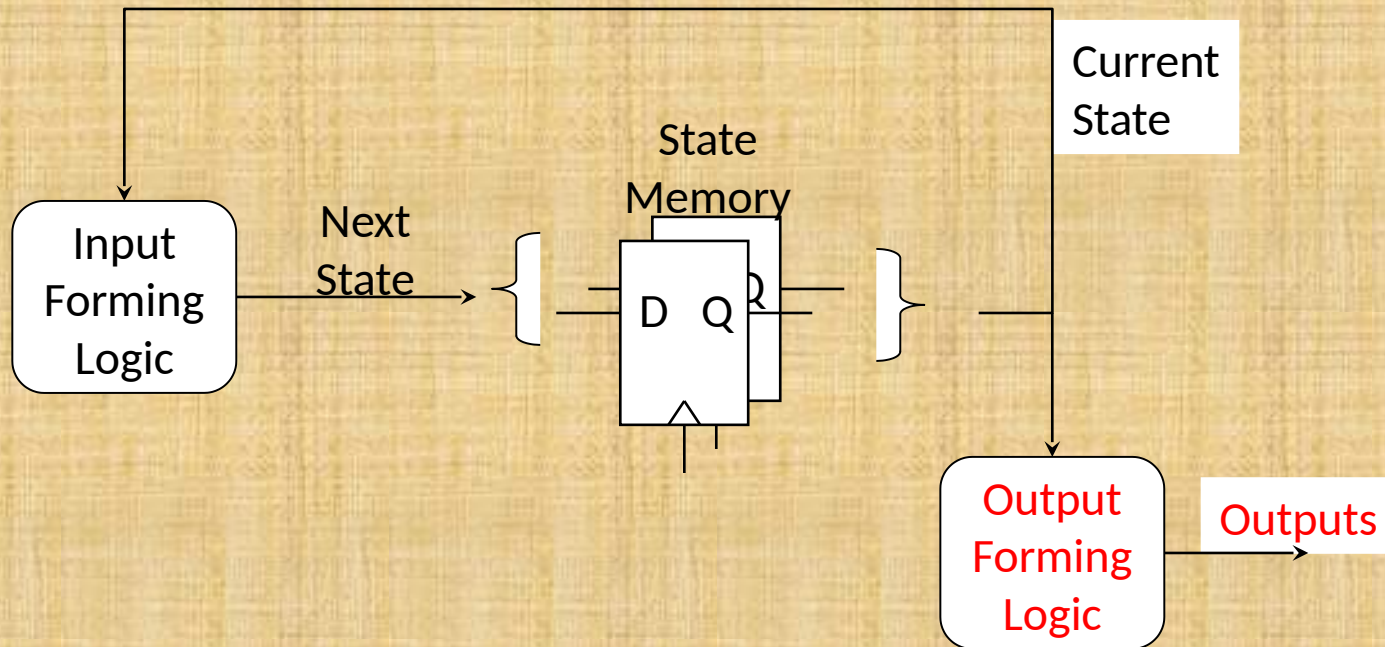 Current
State
State
Memory
Next
State
Input
Forming
Logic
D Q
Q
Output
Forming
Logic
Outputs